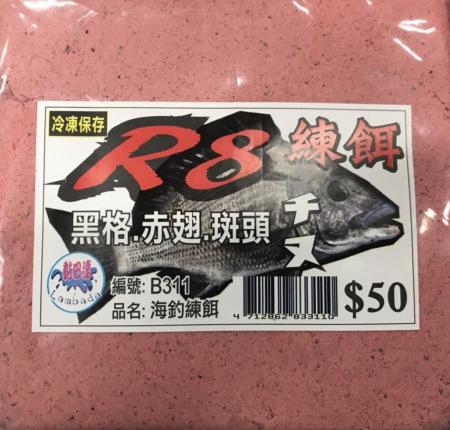 冷凍保存
R8 練餌
黑格.赤翅.斑頭
チヌ
Lambada
編號: B311
品名: 海釣練餌
$50
4 712862 833110